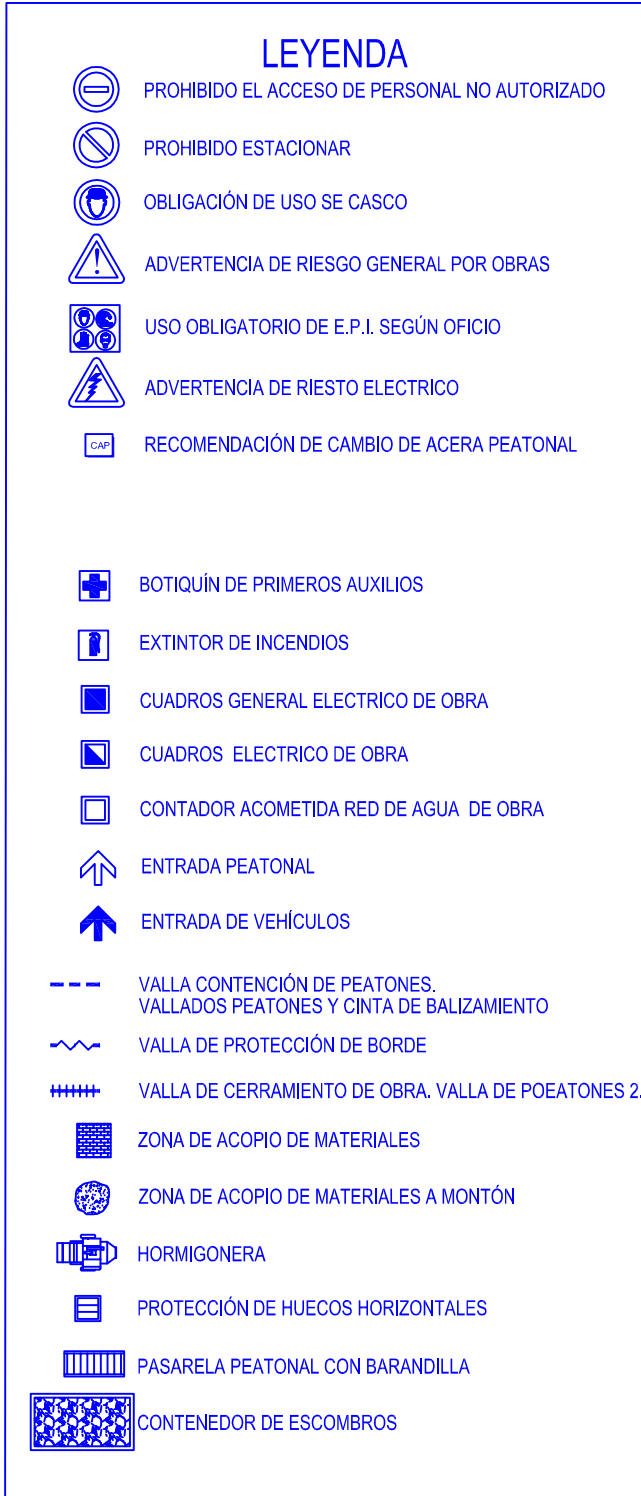 LEYENDA
PROHIBIDO EL ACCESO DE PERSONAL NO AUTORIZADO
PROHIBIDO ESTACIONAR
OBLIGACIÓN DE USO SE CASCO
ADVERTENCIA DE RIESGO GENERAL POR OBRAS
USO OBLIGATORIO DE E.P.I. SEGÚN OFICIO
ADVERTENCIA DE RIESTO ELECTRICO
CAP RECOMENDACIÓN DE CAMBIO DE ACERA PEATONAL
BOTIQUÍN DE PRIMEROS AUXILIOS
EXTINTOR DE INCENDIOS
CUADROS GENERAL ELECTRICO DE OBRA
CUADROS ELECTRICO DE OBRA
CONTADOR ACOMETIDA RED DE AGUA DE OBRA
ENTRADA PEATONAL
ENTRADA DE VEHÍCULOS
VALLA CONTENCIÓN DE PEATONES.
VALLADOS PEATONES Y CINTA DE BALIZAMIENTO
VALLA DE PROTECCIÓN DE BORDE
VALLA DE CERRAMIENTO DE OBRA. VALLA DE POEATONES 2.
ZONA DE ACOPIO DE MATERIALES
ZONA DE ACOPIO DE MATERIALES A MONTÓN
HORMIGONERA
PROTECCIÓN DE HUECOS HORIZONTALES
PASARELA PEATONAL CON BARANDILLA
CONTENEDOR DE ESCOMBROS